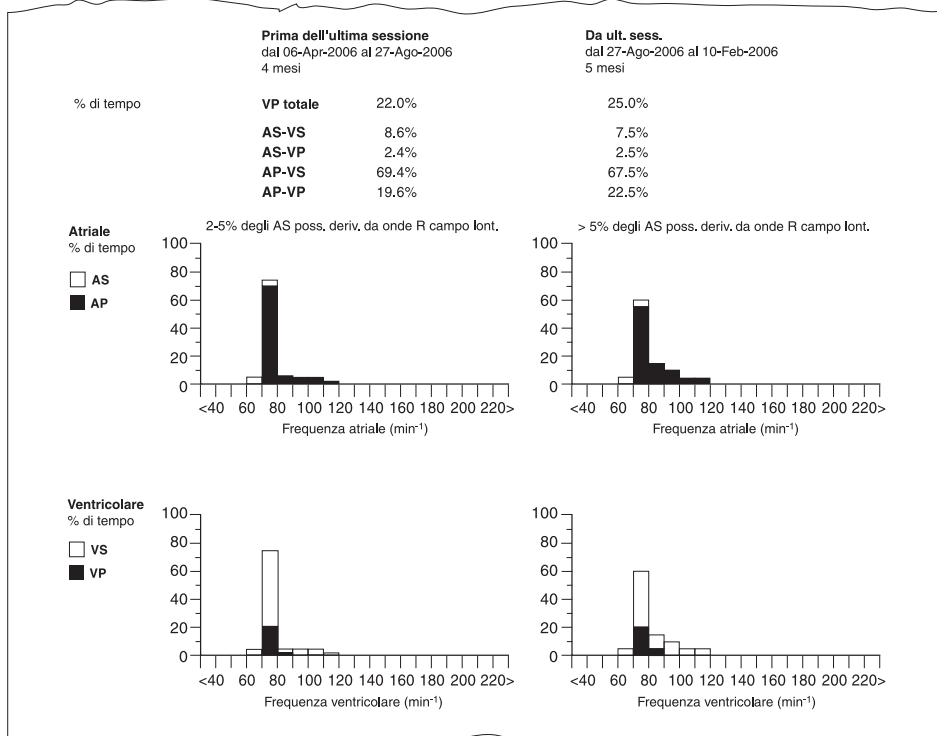 Prima dell'ultima sessione
dal 06-Apr-2006 al 27-Ago-2006
4 mesi
Da ult. sess.
dal 27-Ago-2006 al 10-Feb-2006
5 mesi
% di tempo VP totale 22.0% 25.0%
AS-VS 8.6% 7.5%
AS-VP 2.4% 2.5%
AP-VS 69.4% 67.5%
AP-VP 19.6% 22.5%
Atriale
% di tempo
AS
AP
2-5% degli AS poss. deriv. da onde R campo lont.
100
80
60
40
20
0
<40 60 80 100 120 140 160 180 200 220>
Frequenza atriale (min-1)
> 5% degli AS poss. deriv. da onde R campo lont.
100
80
60
40
20
0
<40 60 80 100 120 140 160 180 200 220>
Frequenza atriale (min-1)
Ventricolare
% di tempo
VS
VP
100
80
60
40
20
0
<40 60 80 100 120 140 160 180 200 220>
Frequenza ventricolare (min-1)
100
80
60
40
20
0
<40 60 80 100 120 140 160 180 200 220>
Frequenza ventricolare (min-1)